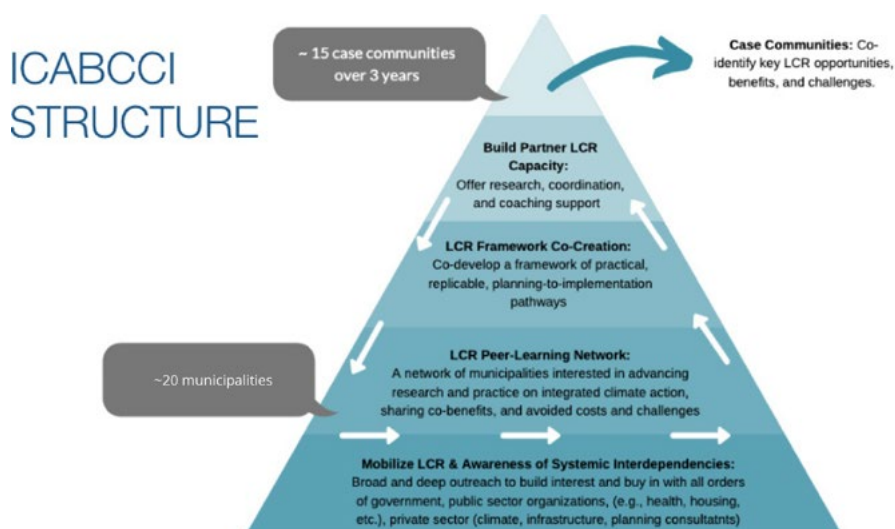 ICABCCI
STRUCTURE
~ 15 case communities
over 3 years
Case Communities: Co-
identify key LCR opportunities,
benefits, and challenges.
Build Partner LCR
Capacity:
Offer research, coordination,
and coaching support
LCR Framework Co-Creation:
Co-develop a framework of practical,
replicable, planning-to-implementation
pathways
~20 municipalities
LCR Peer-Learning Network:
A network of municipalities interested in advancing
research and practice on integrated climate action,
sharing co-benefits, and avoided costs and challenges
Mobilize LCR & Awareness of Systemic Interdependencies:
Broad and deep outreach to build interest and buy in with all orders
of government, public sector organizations, (e.g., health, housing,
etc.), private sector (climate, infrastructure, planning consultatnts)